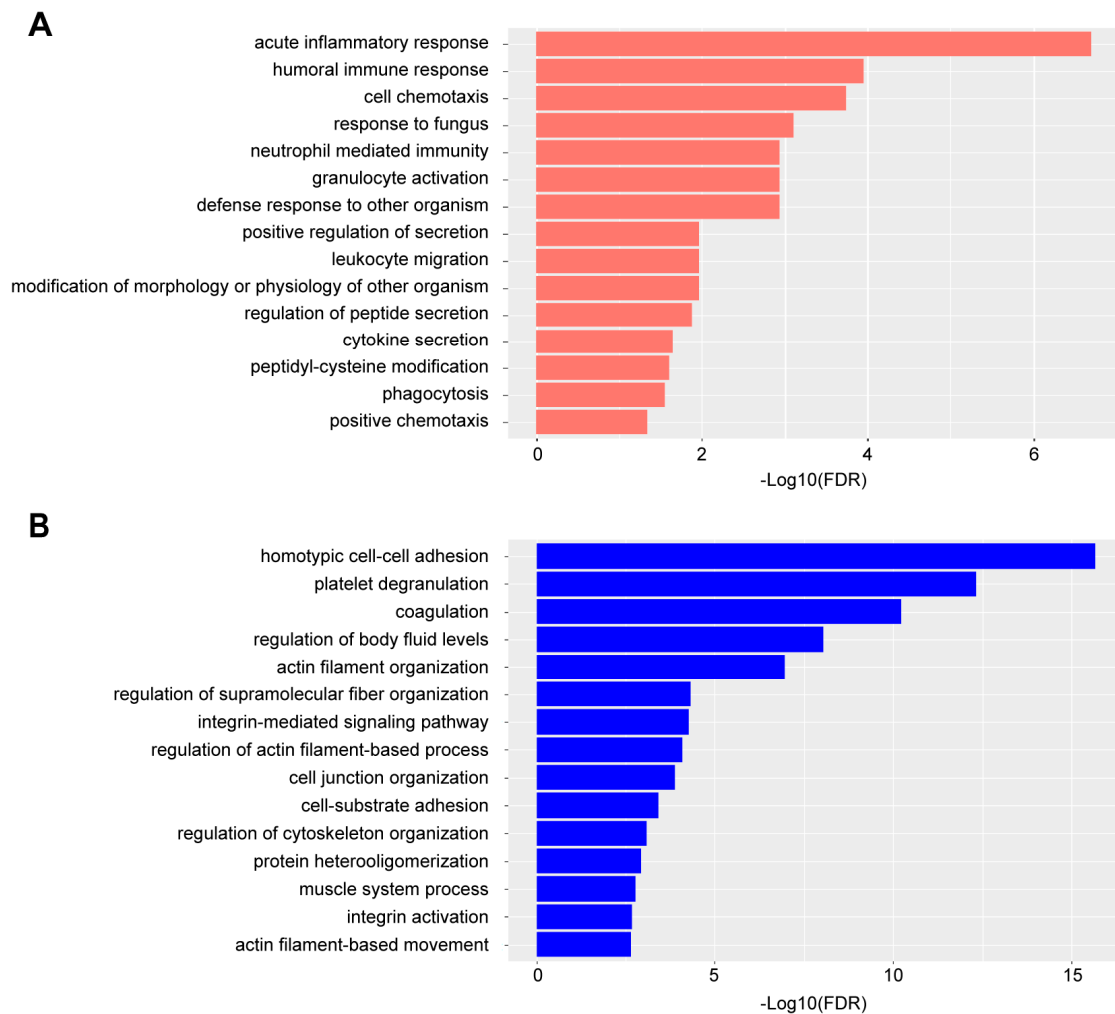 A
acute inflammatory response
humoral immune response
cell chemotaxis
response to fungus
neutrophil mediated immunity
granulocyte activation
defense response to other organism
positive regulation of secretion
leukocyte migration
modification of morphology or physiology of other organism
regulation of peptide secretion
cytokine secretion
peptidyl-cysteine modification
phagocytosis
positive chemotaxis
0 2 4 6
-Log10(FDR)
B
homotypic cell-cell adhesion
platelet degranulation
coagulation
regulation of body fluid levels
actin filament organization
regulation of supramolecular fiber organization
integrin-mediated signaling pathway
regulation of actin filament-based process
cell junction organization
cell-substrate adhesion
regulation of cytoskeleton organization
protein heterooligomerization
muscle system process
integrin activation
actin filament-based movement
0 5 10 15
-Log10(FDR)